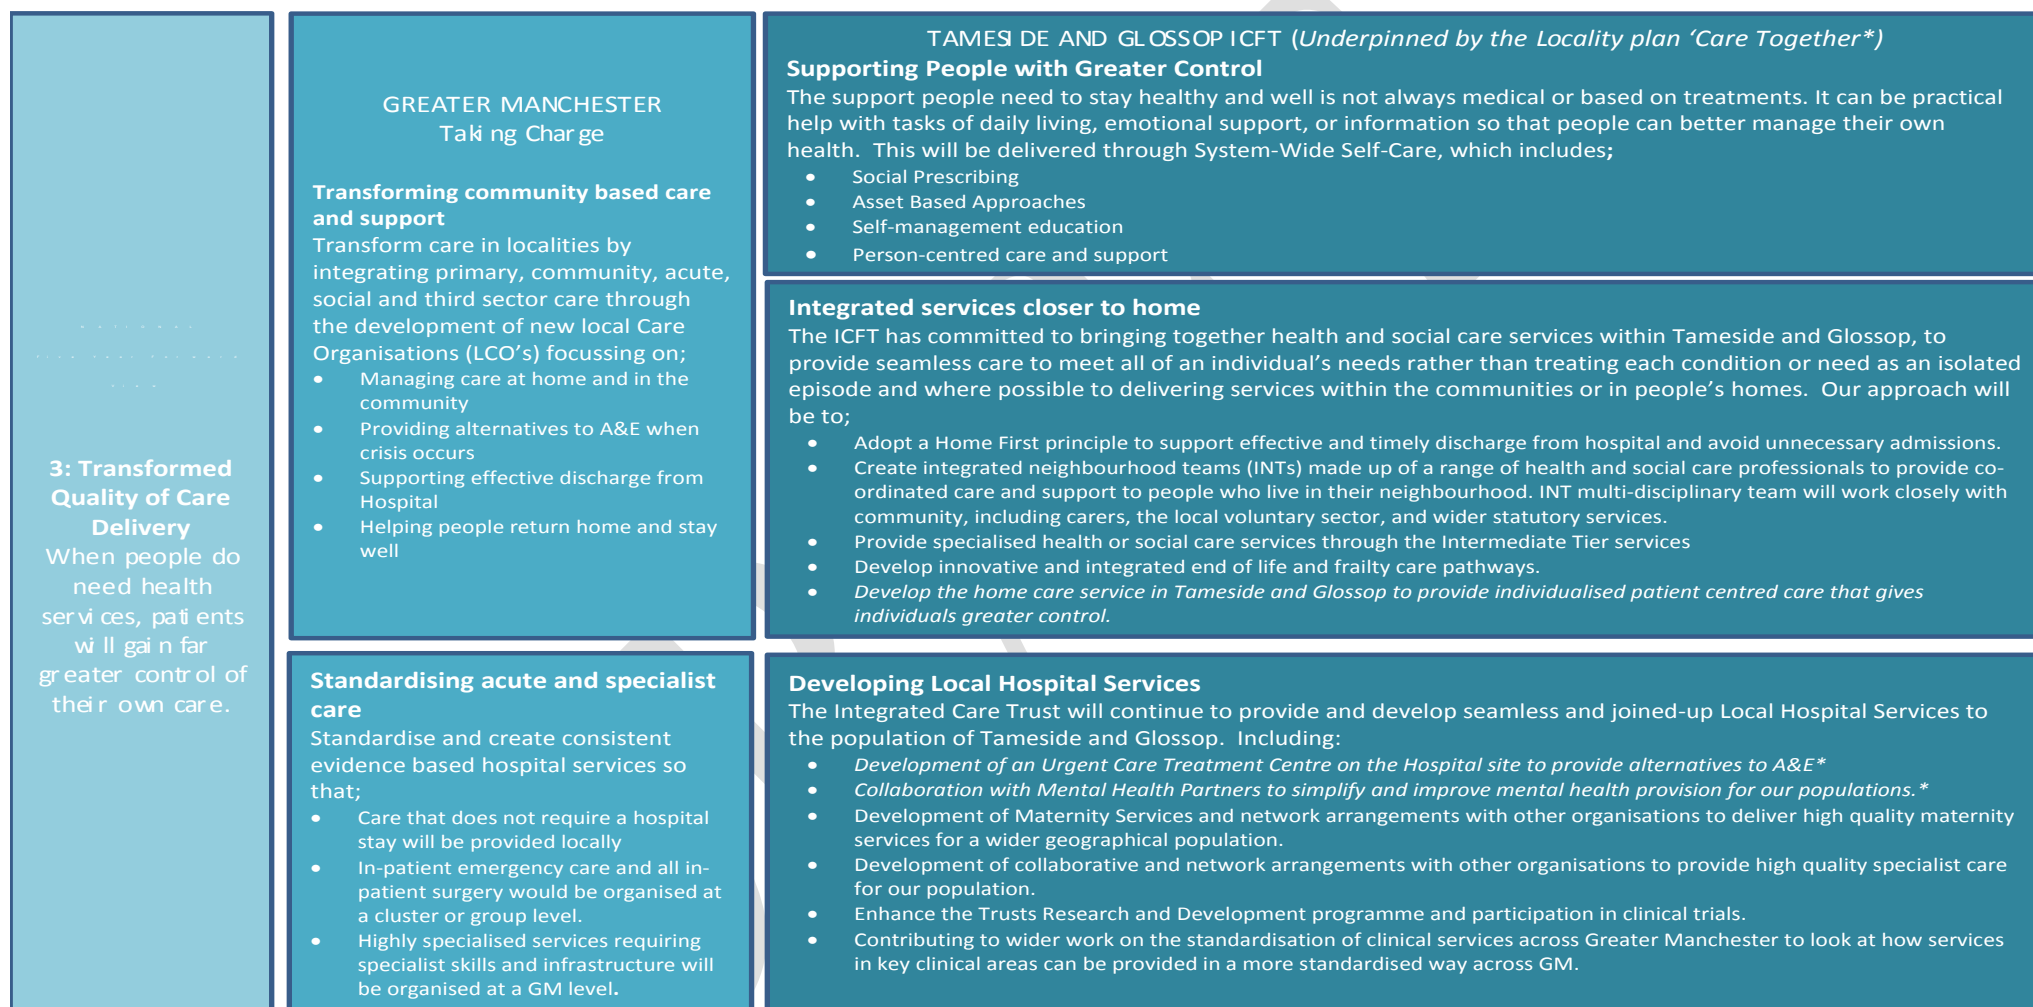 3: Transformed
Quality of Care
Delivery
When people do
need health
services, patients
will gain far
greater control of
their own care.
GREATER MANCHESTER
Taking Charge
Transforming community based care
and support
Transform care in localities by
integrating primary, community, acute,
social and third sector care through
the development of new local Care
Organisations (LCO's) focussing on;
• Managing care at home and in the
community
• Providing alternatives to A&E when
crisis occurs
• Supporting effective discharge from
Hospital
• Helping people return home and stay
well
Standardising acute and specialist
care
Standardise and create consistent
evidence based hospital services so
that;
• Care that does not require a hospital
stay will be provided locally
• In-patient emergency care and all in-
patient surgery would be organised at
a cluster or group level.
• Highly specialised services requiring
specialist skills and infrastructure will
be organised at a GM level.
TAMESIDE AND GLOSSOP ICFT (Underpinned by the Locality plan ‘Care Together*)
Supporting People with Greater Control
The support people need to stay healthy and well is not always medical or based on treatments. It can be practical
help with tasks of daily living, emotional support, or information so that people can better manage their own
health.  This will be delivered through System-Wide Self-Care, which includes;
• Social Prescribing
• Asset Based Approaches
• Self-management education
• Person-centred care and support
Integrated services closer to home
The ICFT has committed to bringing together health and social care services within Tameside and Glossop, to
provide seamless care to meet all of an individual’s needs rather than treating each condition or need as an isolated
episode and where possible to delivering services within the communities or in people’s homes.  Our approach will
be to;
• Adopt a Home First principle to support effective and timely discharge from hospital and avoid unnecessary admissions.
• Create integrated neighbourhood teams (INTs) made up of a range of health and social care professionals to provide co-
ordinated care and support to people who live in their neighbourhood. INT multi-disciplinary team will work closely with
community, including carers, the local voluntary sector, and wider statutory services.
• Provide specialised health or social care services through the Intermediate Tier services
• Develop innovative and integrated end of life and frailty care pathways.
• Develop the home care service in Tameside and Glossop to provide individualised patient centred care that gives
individuals greater control.
Developing Local Hospital Services
The Integrated Care Trust will continue to provide and develop seamless and joined-up Local Hospital Services to
the population of Tameside and Glossop.  Including:
• Development of an Urgent Care Treatment Centre on the Hospital site to provide alternatives to A&E*
• Collaboration with Mental Health Partners to simplify and improve mental health provision for our populations.*
• Development of Maternity Services and network arrangements with other organisations to deliver high quality maternity
services for a wider geographical population.
• Development of collaborative and network arrangements with other organisations to provide high quality specialist care
for our population.
• Enhance the Trusts Research and Development programme and participation in clinical trials.
• Contributing to wider work on the standardisation of clinical services across Greater Manchester to look at how services
in key clinical areas can be provided in a more standardised way across GM.